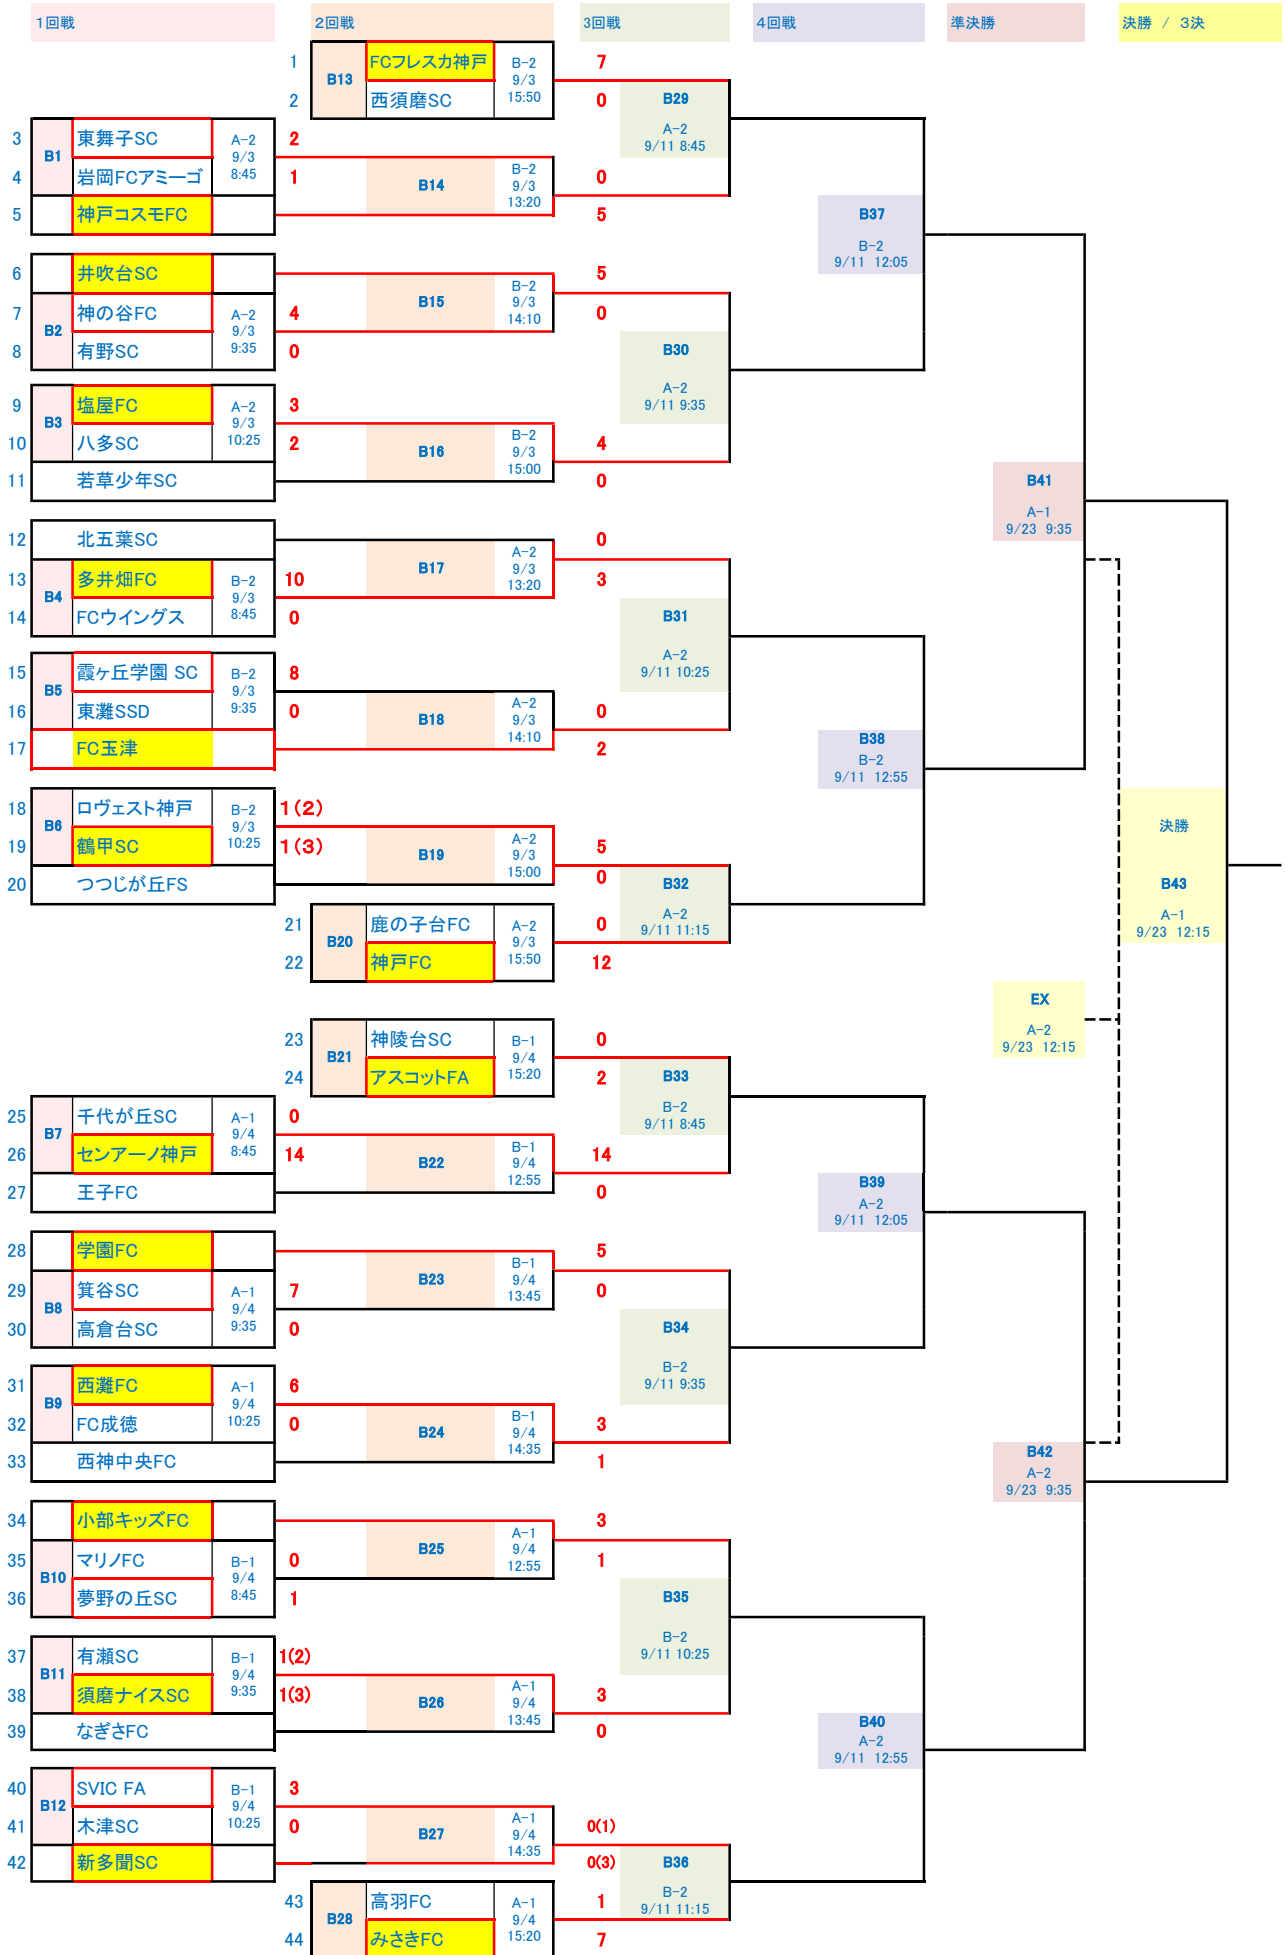 1回戦 2回戦 3回戦 4回戦 準決勝 決勝 / 3決
1 B13 FCフレスカ神戸 B-2 7
9/3
2 西須磨SC 15:50 0 B29
A-2
9/11 8:45
3 B1 東舞子SC A-2 2
9/3
4 岩岡FCアミーゴ 8:45 1 B14 B-2 0
9/3
13:20
5 神戸コスモFC 5 B37
B-2
9/11 12:05
6 井吹台SC 5
B15 B-2
9/3
14:10
7 B2 神の谷FC A-2 4 0
9/3
8 有野SC 9:35 0 B30
A-2
9/11 9:35
9 B3 塩屋FC A-2 3
9/3
10 八多SC 10:25 2 B16 B-2 4
9/3
15:00
11 若草少年SC 0 B41
A-1
9/23 9:35
12 北五葉SC 0
B17 A-2
9/3
13:20
13 B4 多井畑FC B-2 10 3
9/3
14 FCウイングス 8:45 0 B31
A-2
9/11 10:25
15 B5 霞ヶ丘学園 SC B-2 8
9/3
16 東灘SSD 9:35 0 B18 A-2 0
9/3
14:10
17 FC玉津 2 B38
B-2
9/11 12:55
18 B6 ロヴェスト神戸 B-2 1(2)
9/3
19 鶴甲SC 10:25 1(3) B19 A-2 5
9/3
15:00
決勝
B43
A-1
9/23 12:15
20 つつじが丘FS 0 B32
A-2
9/11 11:15
21 B20 鹿の子台FC A-2 0
9/3
22 神戸FC 15:50 12
EX
A-2
9/23 12:15
23 B21 神陵台SC B-1 0
9/4
24 アスコットFA 15:20 2 B33
B-2
9/11 8:45
25 B7 千代が丘SC A-1 0
9/4
26 センアーノ神戸 8:45 14 B22 B-1 14
9/4
12:55
27 王子FC 0 B39
A-2
9/11 12:05
28 学園FC 5
B23 B-1
9/4
13:45
29 B8 箕谷SC A-1 7 0
9/4
30 高倉台SC 9:35 0 B34
B-2
9/11 9:35
31 B9 西灘FC A-1 6
9/4
32 FC成徳 10:25 0 B24 B-1 3
9/4
14:35
33 西神中央FC 1 B42
A-2
9/23 9:35
34 小部キッズFC 3
B25 A-1
9/4
12:55
35 B10 マリノFC B-1 0 1
9/4
36 夢野の丘SC 8:45 1 B35
B-2
9/11 10:25
37 B11 有瀬SC B-1 1(2)
9/4
38 須磨ナイスSC 9:35 1(3) B26 A-1 3
9/4
13:45
39 なぎさFC 0 B40
A-2
9/11 12:55
40 B12 SVIC FA B-1 3
9/4
41 木津SC 10:25 0 B27 A-1 0(1)
9/4
14:35
42 新多聞SC 0(3) B36
B-2
9/11 11:15
43 B28 高羽FC A-1 1
9/4
44 みさきFC 15:20 7